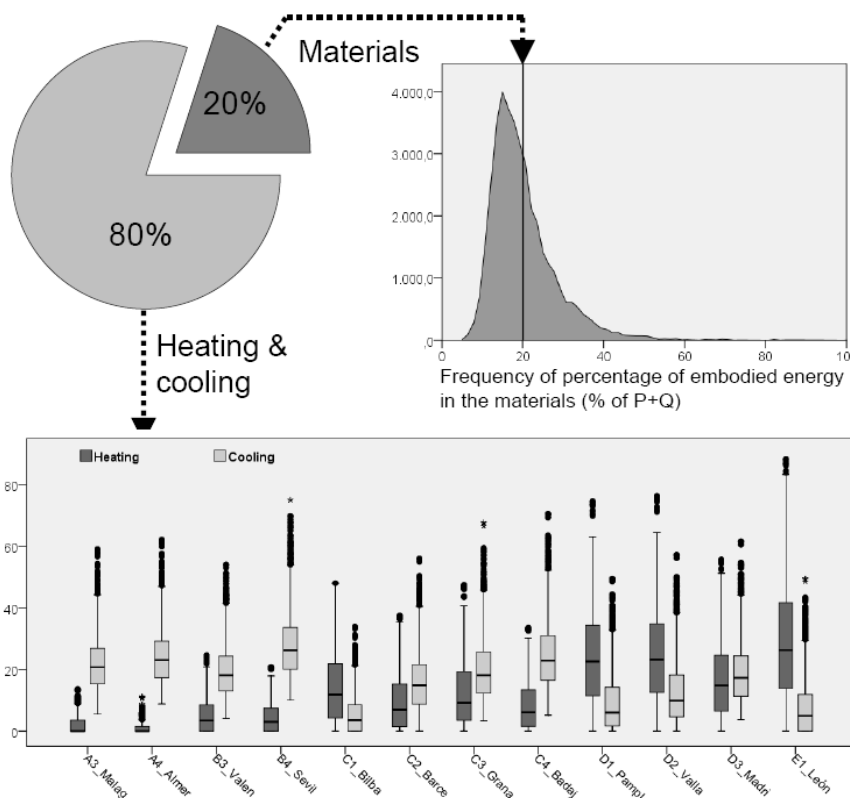 Materials
20%
80%
Heating &
cooling
4.000,0
3.000,0
2.000,0
1.000,0
,0
0 20 40 60 80 10
Frequency of percentage of embodied energy
in the materials (% of P+Q)
Heating Cooling
80
60
40
20
0
A3_Malag
A4_Almer
B3_Valen
B4_Sevil
C1_Bilba
C2_Barce
C3_Grana
C4_Badaj
D1_Pampl
D2_Valla
D3_Madri
E1_León